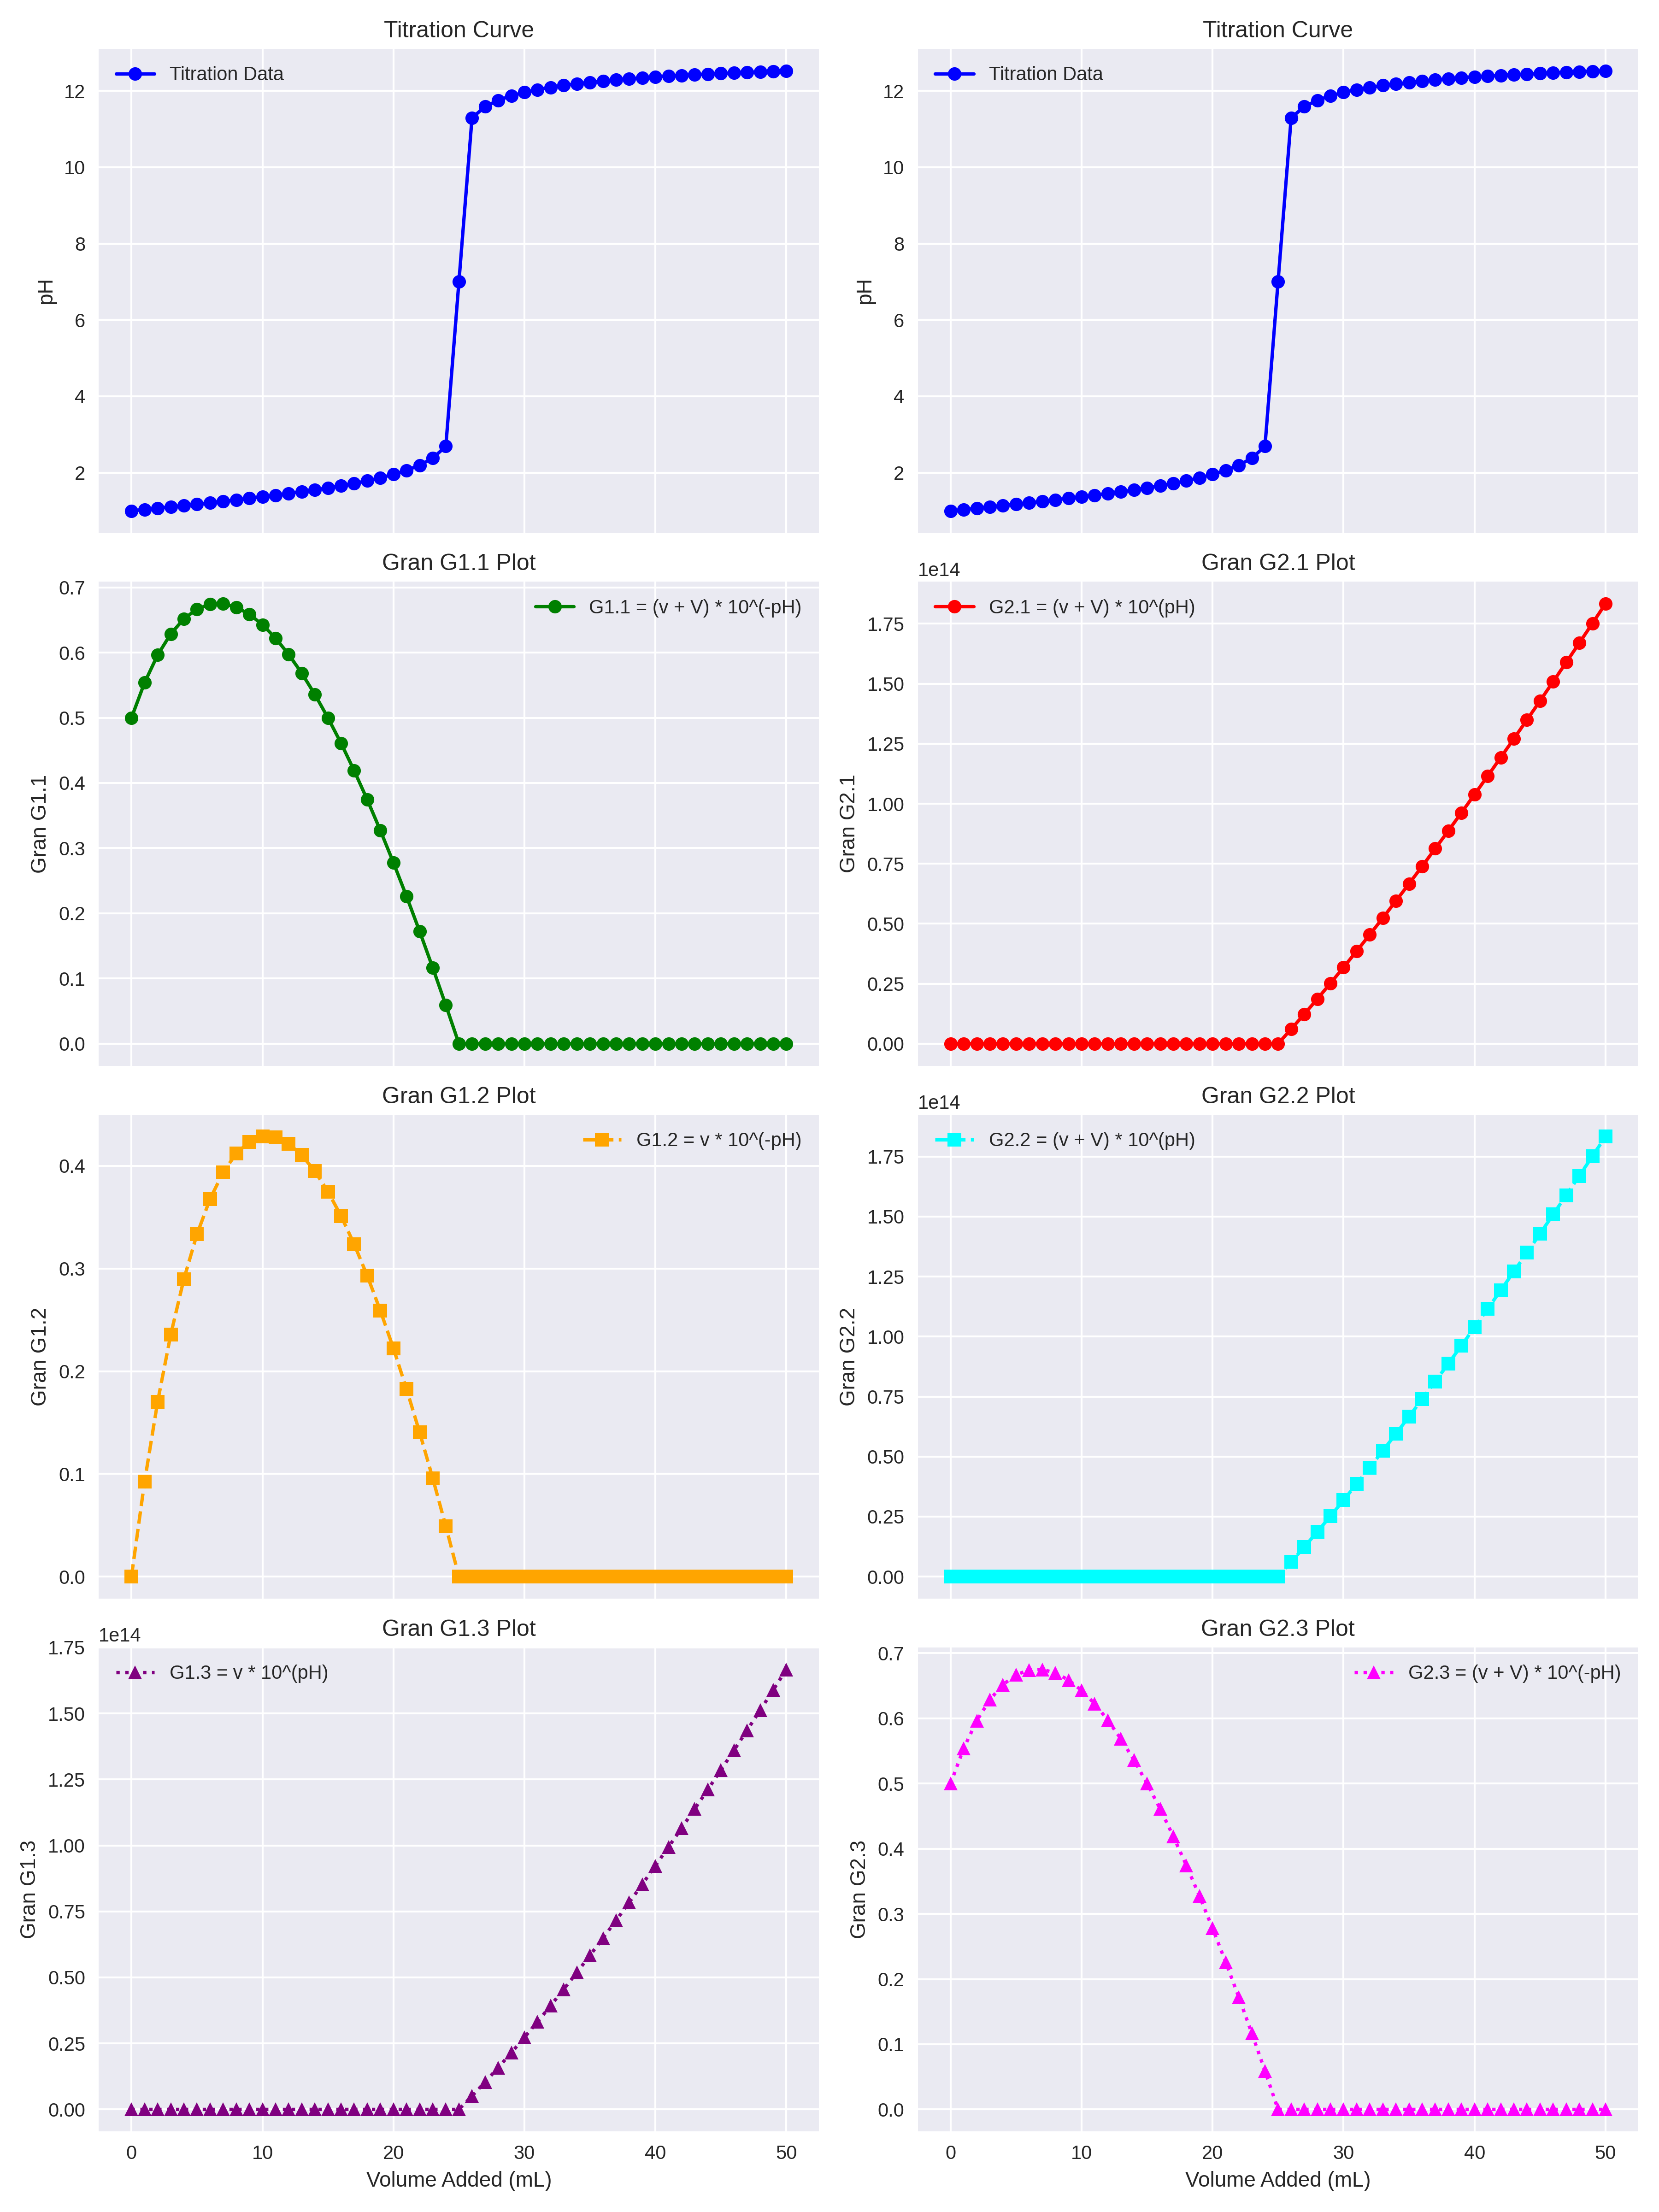 Titration Curve
Titration Data
pH
12
10
8
6
4
2
Titration Curve
Titration Data
pH
12
10
8
6
4
2
Gran G1.1 Plot
G1.1 = (v + V) * 10^(-pH)
Gran G1.1
0.7
0.6
0.5
0.4
0.3
0.2
0.1
0.0
Gran G2.1 Plot
1e14
G2.1 = (v + V) * 10^(pH)
Gran G2.1
1.75
1.50
1.25
1.00
0.75
0.50
0.25
0.00
Gran G1.2 Plot
G1.2 = v * 10^(-pH)
Gran G1.2
0.4
0.3
0.2
0.1
0.0
Gran G2.2 Plot
1e14
G2.2 = (v + V) * 10^(pH)
Gran G2.2
1.75
1.50
1.25
1.00
0.75
0.50
0.25
0.00
Gran G1.3 Plot
1e14
G1.3 = v * 10^(pH)
Gran G1.3
1.75
1.50
1.25
1.00
0.75
0.50
0.25
0.00
0 10 20 30 40 50
Volume Added (mL)
Gran G2.3 Plot
G2.3 = (v + V) * 10^(-pH)
Gran G2.3
0.7
0.6
0.5
0.4
0.3
0.2
0.1
0.0
0 10 20 30 40 50
Volume Added (mL)